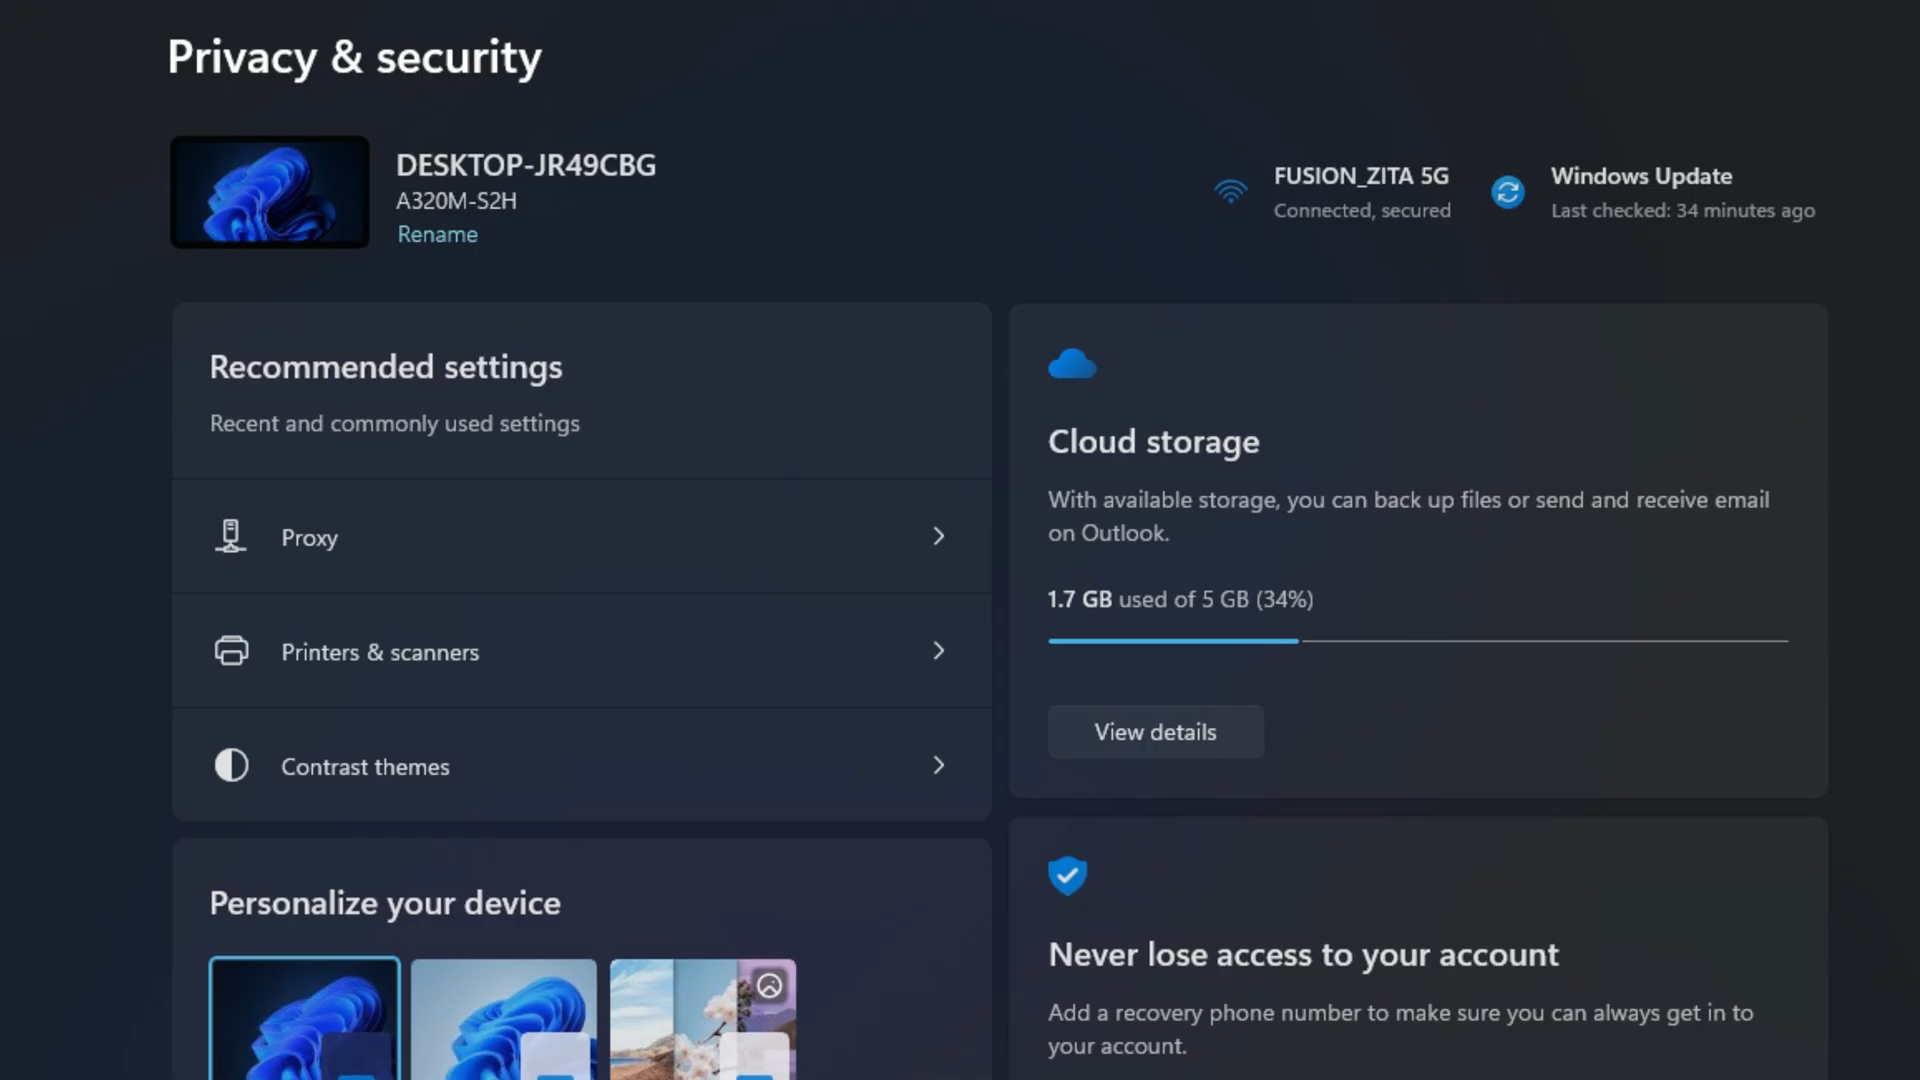 Privacy & security
DESKTOP-JR49CBG
A320M-S2H
Rename
FUSION_ZITA 5G
Connected, secured
Windows Update
Last checked: 34 minutes ago
Recommended settings
Recent and commonly used settings
Proxy
Printers & scanners
Contrast themes
Personalize your device
Cloud storage
With available storage, you can back up files or send and receive email
on Outlook.
1.7 GB used of 5 GB (34%)
View details
Never lose access to your account
Add a recovery phone number to make sure you can always get in to
your account.